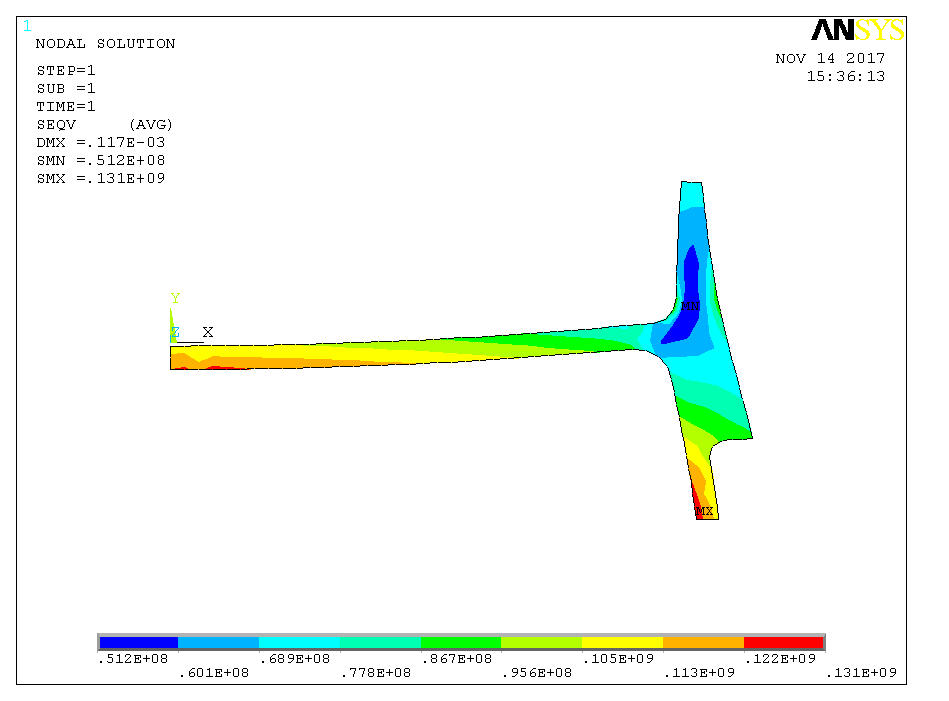 1
ANSYS
NODAL SOLUTION
NOV 14 2017
15:36:13
STEP=1
SUB =1
TIME=1
SEQV (AVG)
DMX =.117E-03
SMN =.512E+08
SMX =.131E+09
Y
Z X
MN
MX
.512E+08 .689E+08 .867E+08 .105E+09 .122E+09
.601E+08 .778E+08 .956E+08 .113E+09 .131E+09